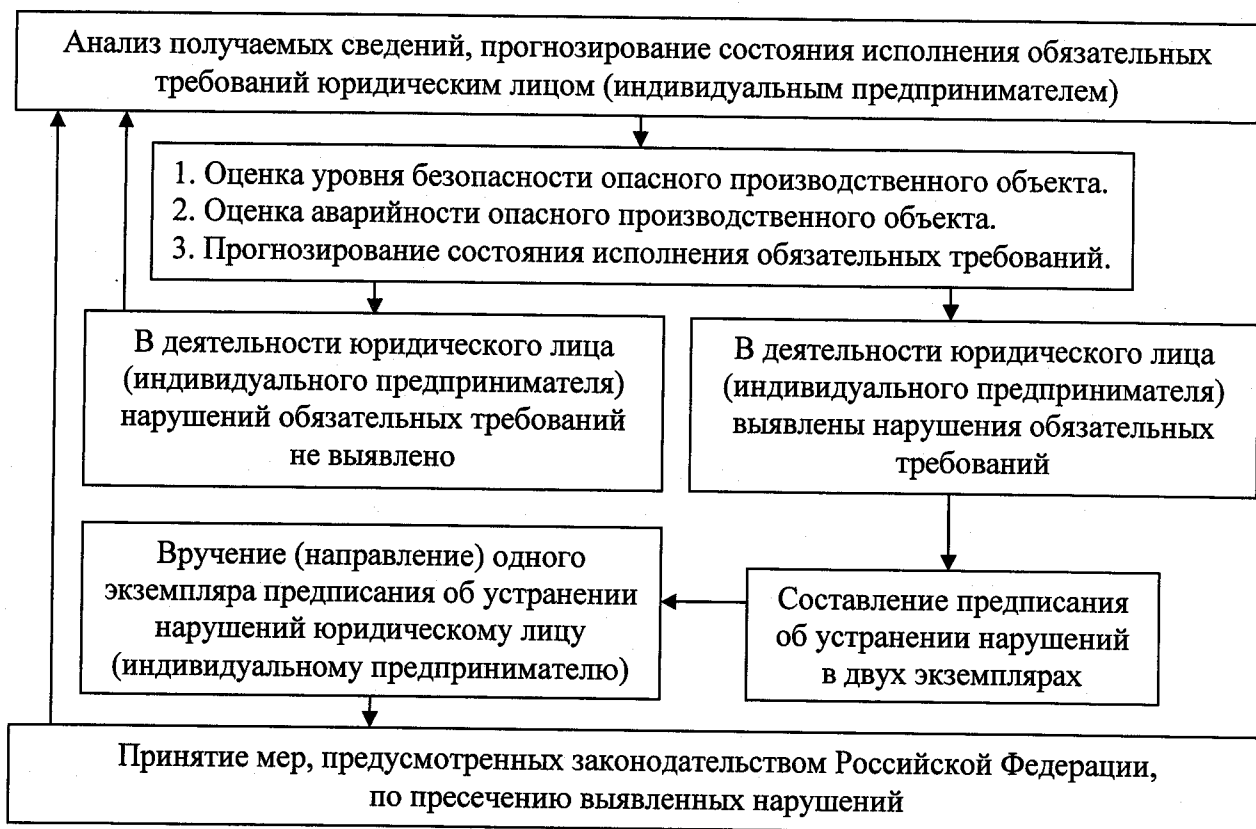 Анализ получаемых сведений, прогнозирование состояния исполнения обязательных
требований юридическим лицом (индивидуальным предпринимателем)
1. Оценка уровня безопасности опасного производственного объекта.
2. Оценка аварийности опасного производственного объекта.
3. Прогнозирование состояния исполнения обязательных требований.
В деятельности юридического лица
(индивидуального предпринимателя)
нарушений обязательных требований
не выявлено
В деятельности юридического лица
(индивидуального предпринимателя)
выявлены нарушения обязательных
требований
Вручение (направление) одного
экземпляра предписания об устранении
нарушений юридическому лицу
(индивидуальному предпринимателю)
Составление предписания
об устранении нарушений
в двух экземплярах
Принятие мер, предусмотренных законодательством Российской Федерации,
по пресечению выявленных нарушений